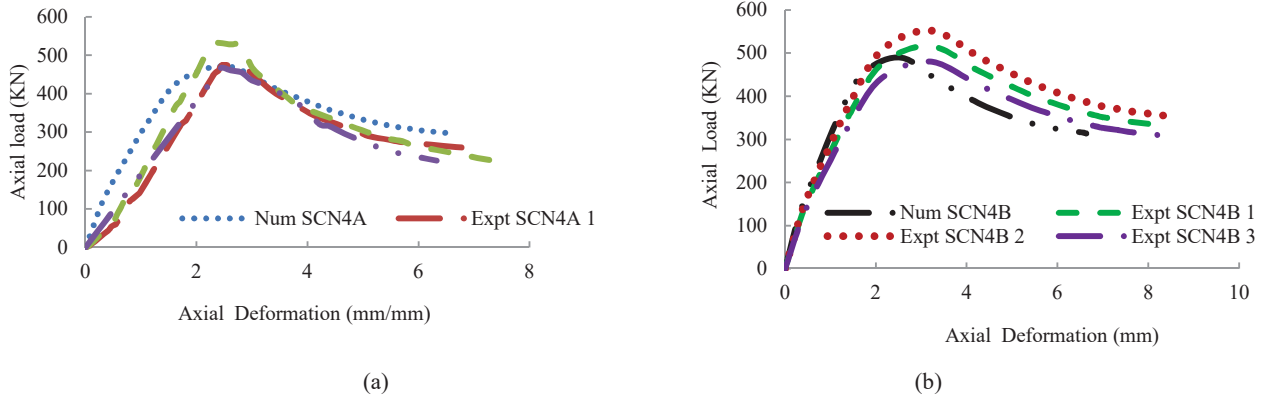 600
500
400
300
200
100
0
Axial load (KN)
Num SCN4A
Expt SCN4A 1
0 2 4 6 8
Axial Deformation (mm/mm)
(a)
600
500
400
300
200
100
0
Axial Load (KN)
Num SCN4B
Expt SCN4B 1
Expt SCN4B 2
Expt SCN4B 3
0 2 4 6 8 10
Axial Deformation (mm)
(b)